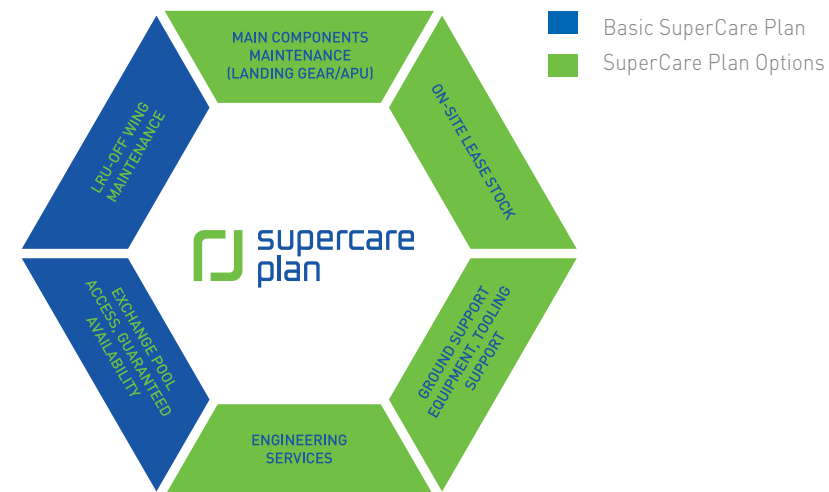 MAIN COMPONENTS
MAINTENANCE
(LANDING GEAR/APU)
Basic SuperCare Plan
SuperCare Plan Options
LRU-OFF WING
MAINTENANCE
ON-SITE LEASE STOCK
supercare
plan
EXCHANGE POOL
ACCESS, GUARANTEED
AVAILABILITY
GROUND SUPPORT
EQUIPMENT, TOOLING
SUPPORT
ENGINEERING
SERVICES